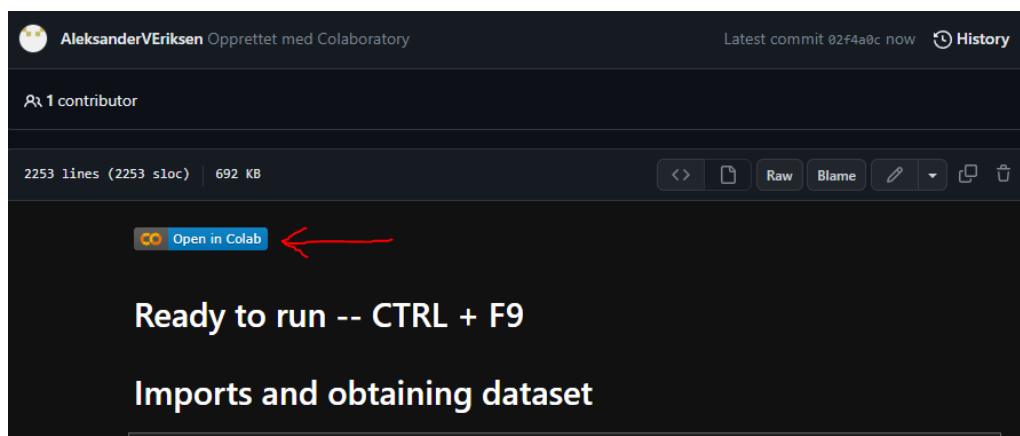 AleksanderVEriksen Opprettet med Colaboratory Latest commit 02f4a0c now History
1 contributor
2253 lines (2253 sloc) 692 KB <> Raw Blame
CO Open in Colab
Ready to run -- CTRL + F9
Imports and obtaining dataset